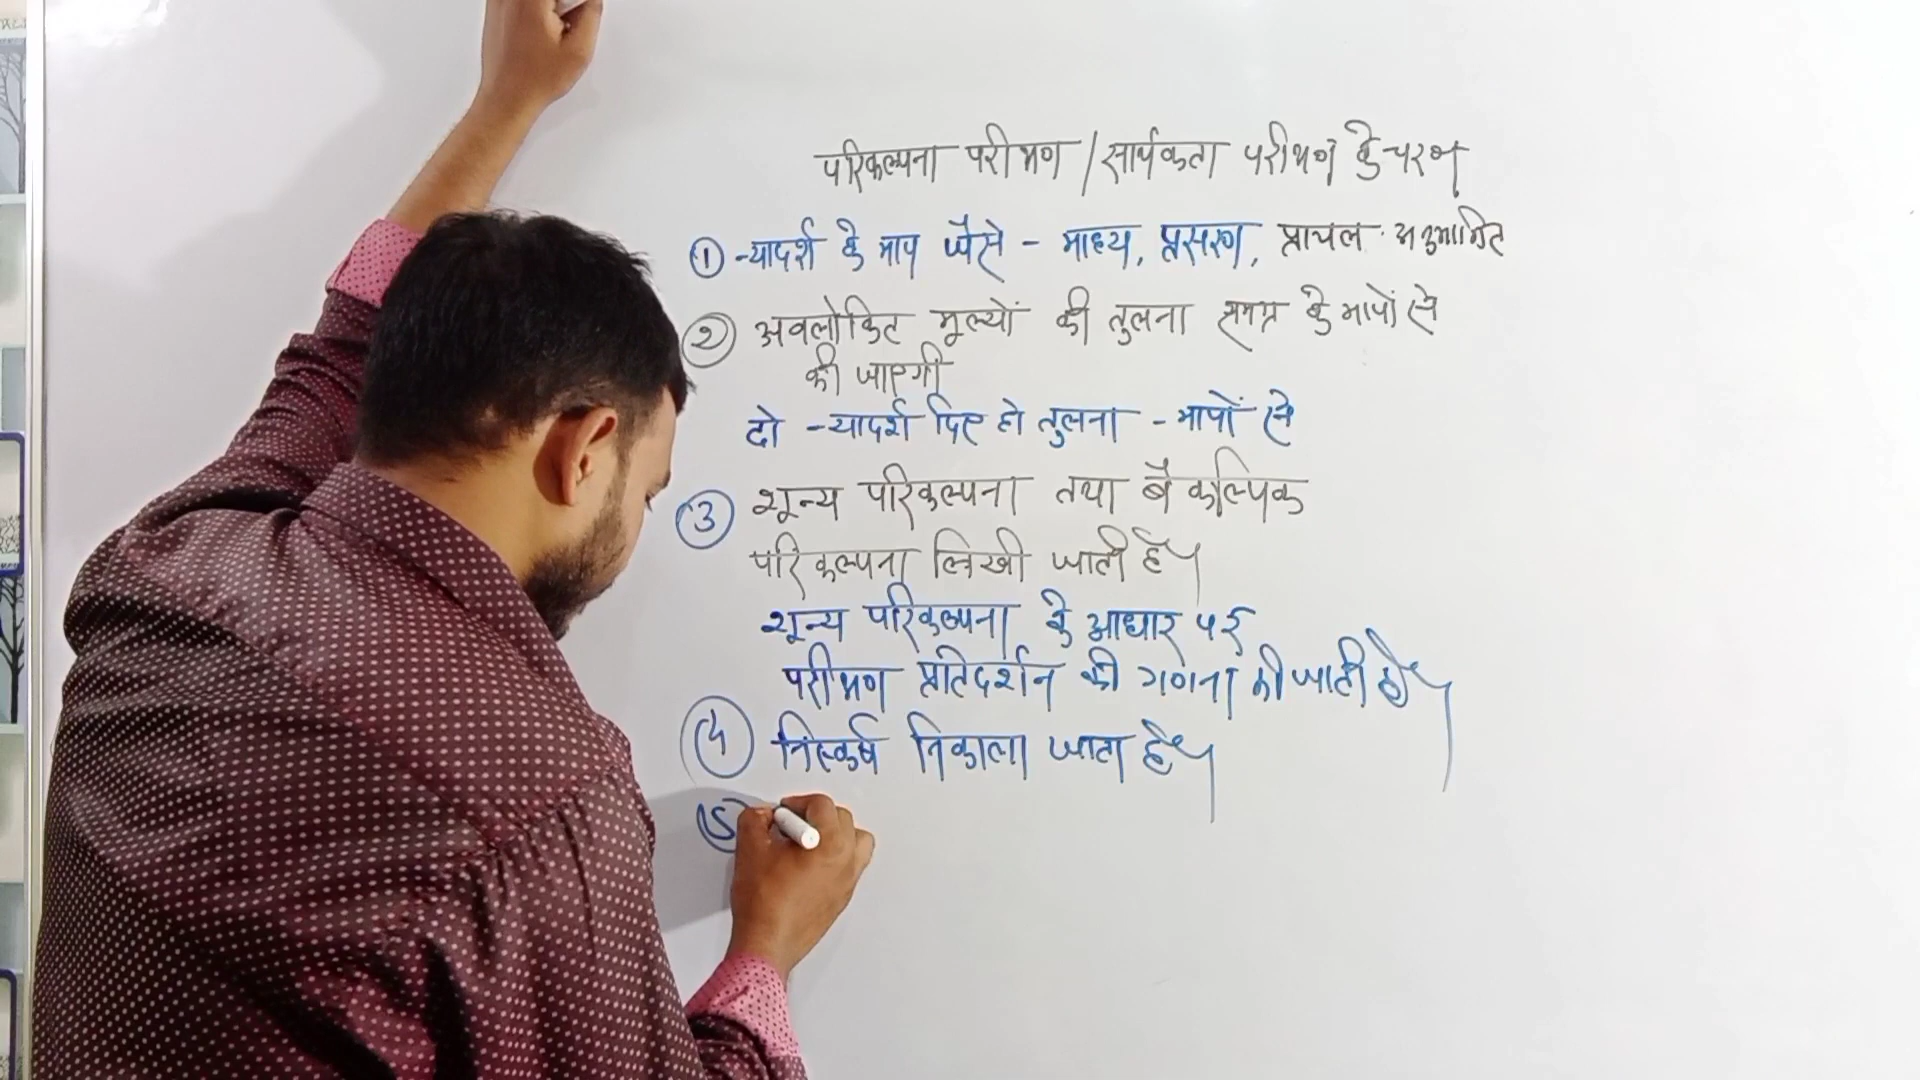 परिकल्पना परीक्षण / सार्थकता परीक्षण के चरण
① न्यादर्श के माप जैसे - माध्य, प्रसरण, प्राचल अनुमानित
② अवलोकित मूल्यों की तुलना समग्र के मापों से
की जाएगी
दो न्यादर्श दिए हो तुलना - मापों से
③ शून्य परिकल्पना तथा बैकल्पिक
परिकल्पना लिखी जाती है।
शून्य परिकल्पना के आधार पर
परीक्षण प्रतिदर्शन की गणना की जाती है।
④ निस्कर्ष निकाला जाता है।
⑤